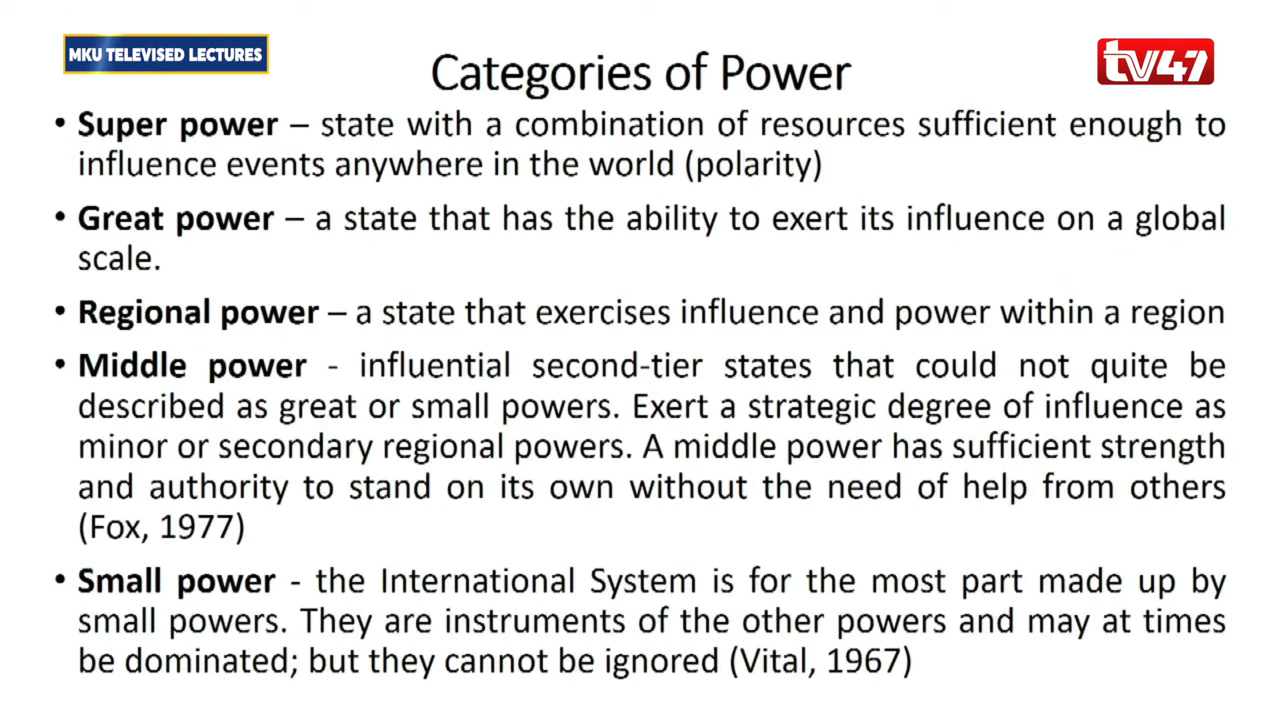 MKU TELEVISED LECTURES
tv47
Categories of Power
• Super power – state with a combination of resources sufficient enough to
influence events anywhere in the world (polarity)
• Great power – a state that has the ability to exert its influence on a global
scale.
• Regional power – a state that exercises influence and power within a region
• Middle power - influential second-tier states that could not quite be
described as great or small powers. Exert a strategic degree of influence as
minor or secondary regional powers. A middle power has sufficient strength
and authority to stand on its own without the need of help from others
(Fox, 1977)
• Small power - the International System is for the most part made up by
small powers. They are instruments of the other powers and may at times
be dominated; but they cannot be ignored (Vital, 1967)